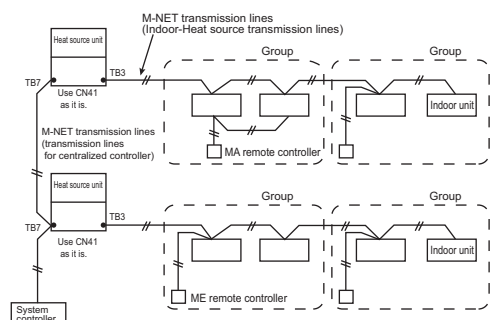 M-NET transmission lines
(Indoor-Heat source transmission lines)
Heat source unit
Group
Group
TB7
TB3
Use CN41
as it is.
Indoor unit
M-NET transmission lines
(transmission lines
for centralized controller)
MA remote controller
Heat source unit
Group
Group
TB3
TB7
Use CN41
as it is.
Indoor unit
ME remote controller
System
controller